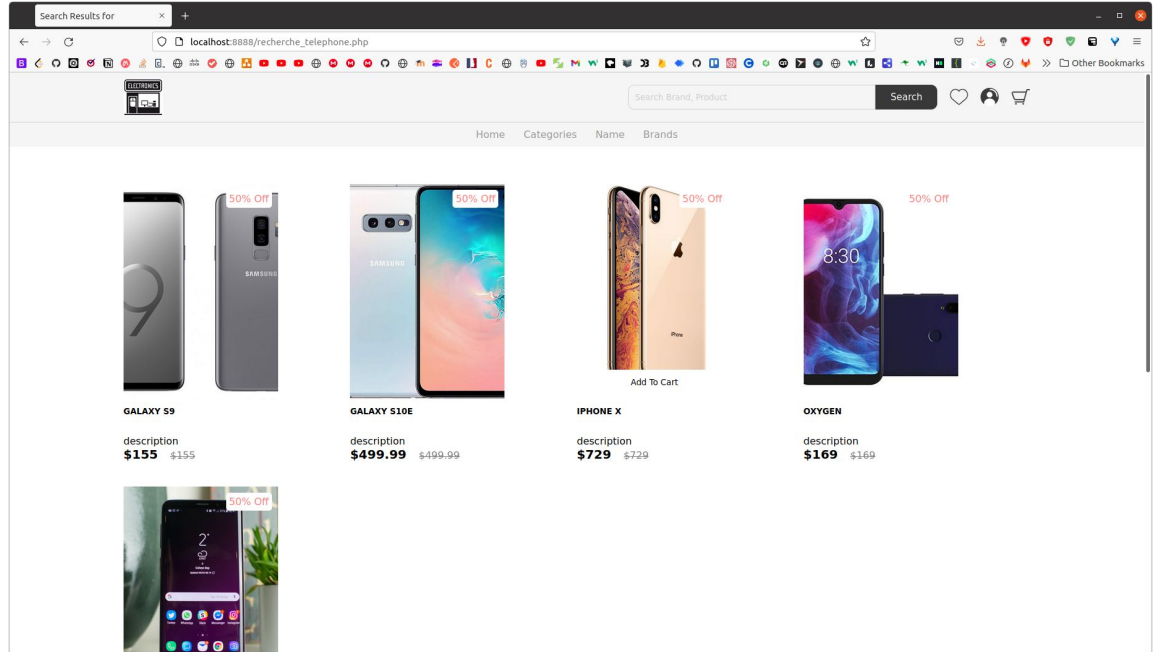 Search Results for
localhost:8888/recherche_telephone.php
Other Bookmarks
ELECTRONICS
Search Brand, Product
Search
Home Categories Name Brands
50% Off
50% Off
50% Off
50% Off
SAMSUNG
SAMSUNG
8:30
iPhone
Add To Cart
GALAXY S9
GALAXY S10E
IPHONE X
OXYGEN
description
description
description
description
$155 $155
$499.99 $499.99
$729 $729
$169 $169
50% Off
2°